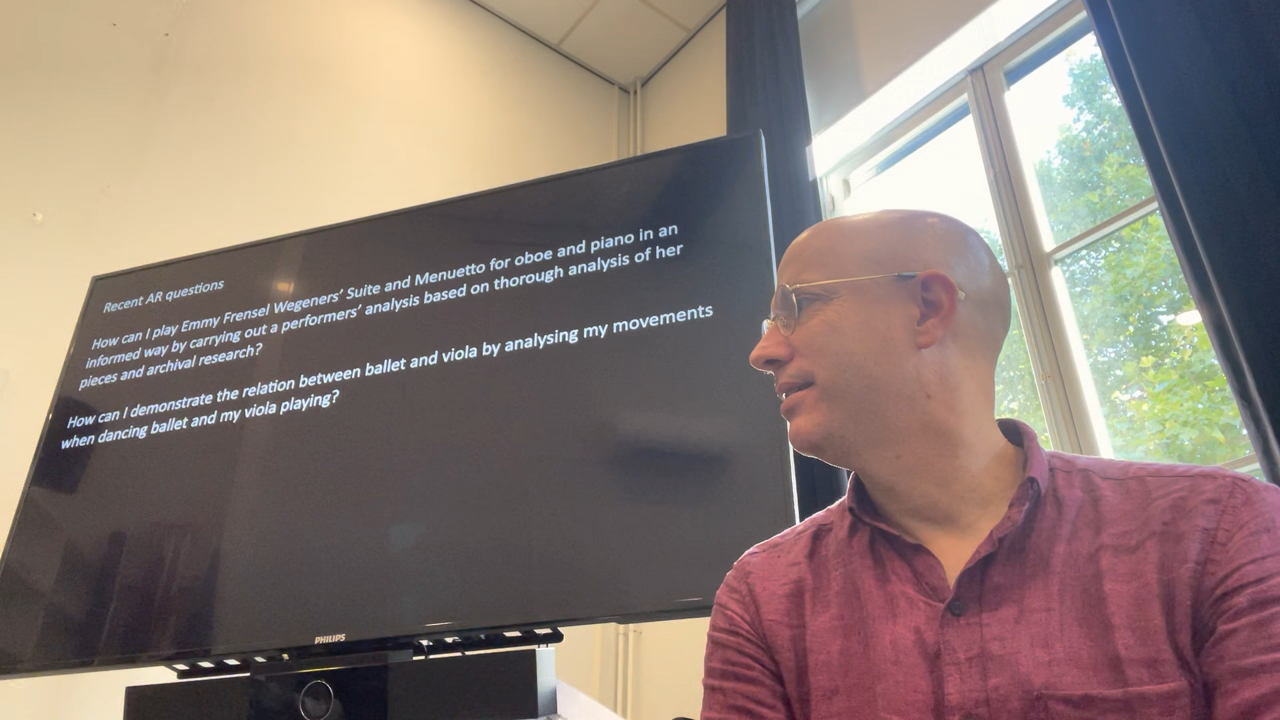 Recent AR questions
How can I play Emmy Frensel Wegeners' Suite and Menuetto for oboe and piano in an
informed way by carrying out a performers' analysis based on thorough analysis of her
pieces and archival research?
How can I demonstrate the relation between ballet and viola by analysing my movements
when dancing ballet and my viola playing?
PHILIPS